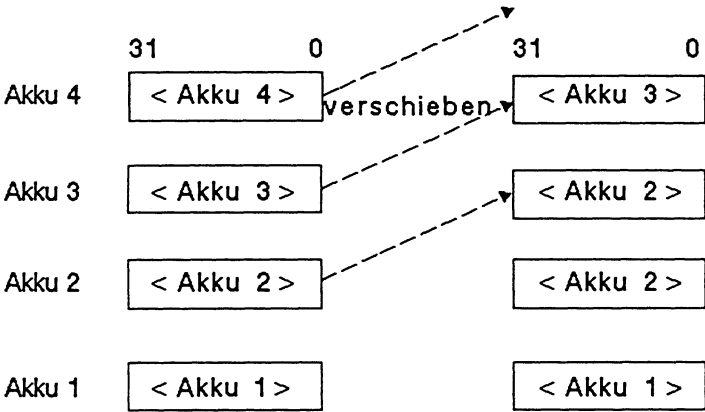 31 0 31 0
Akku 4 < Akku 4 > verschieben < Akku 3 >
Akku 3 < Akku 3 > < Akku 2 >
Akku 2 < Akku 2 > < Akku 2 >
Akku 1 < Akku 1 > < Akku 1 >